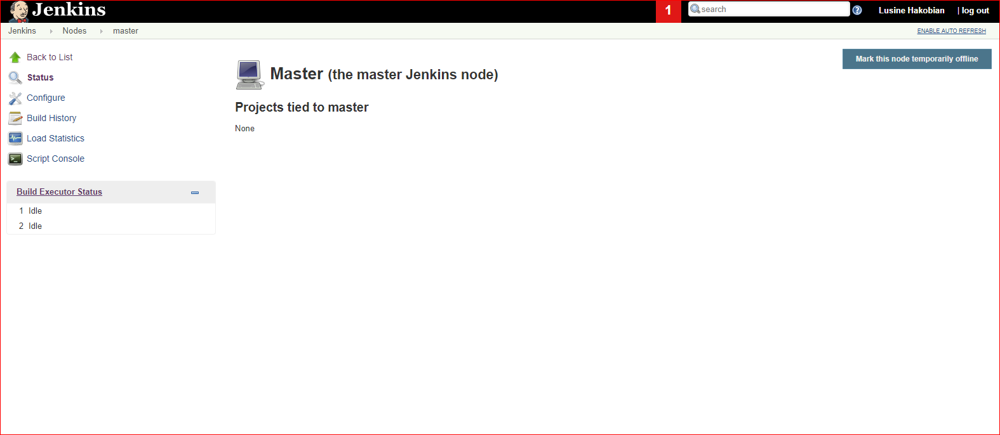 Jenkins
1
search
? Lusine Hakobian | log out
Jenkins Nodes master
ENABLE AUTO REFRESH
Back to List
Status
Configure
Build History
Load Statistics
Script Console
Mark this node temporarily offline
Master (the master Jenkins node)
Projects tied to master
None
Build Executor Status
1 Idle
2 Idle